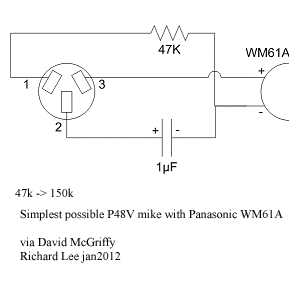 47K
WM61A
1
3
+
2
+ -
-
1µF
47k -> 150k
Simplest possible P48V mike with Panasonic WM61A
via David McGriffy
Richard Lee jan2012